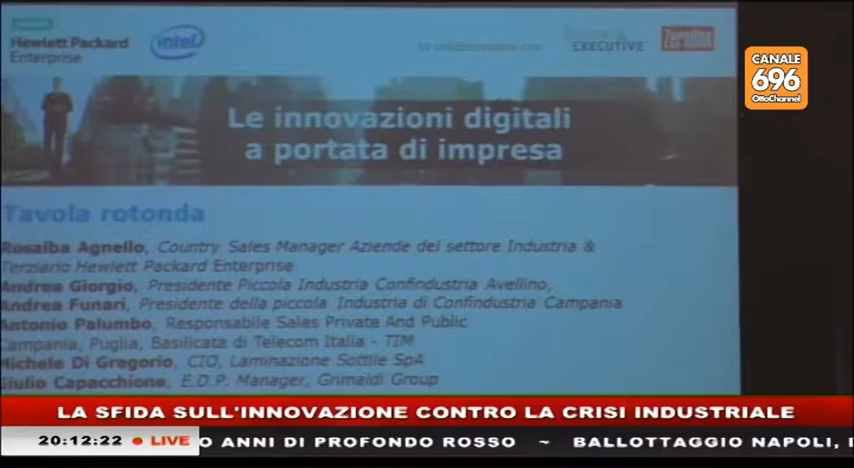 Hewlett Packard
Enterprise
intel
In collaborazione con
EXECUTIVE
Zerouno
CANALE
696
OttoChannel
Le innovazioni digitali
a portata di impresa
Tavola rotonda
Rosalba Agnello, Country Sales Manager Aziende del settore Industria &
Terziario Hewlett Packard Enterprise
Andrea Giorgio, Presidente Piccola Industria Confindustria Avellino,
Andrea Funari, Presidente della piccola Industria di Confindustria Campania
Antonio Palumbo, Responsabile Sales Private And Public
Campania, Puglia, Basilicata di Telecom Italia - TIM
Michele Di Gregorio, CIO, Laminazione Sottile SpA
Giulio Capacchione, E.D.P. Manager, Grimaldi Group
LA SFIDA SULL'INNOVAZIONE CONTRO LA CRISI INDUSTRIALE
20:12:22 LIVE O ANNI DI PROFONDO ROSSO ~ BALLOTTAGGIO NAPOLI,